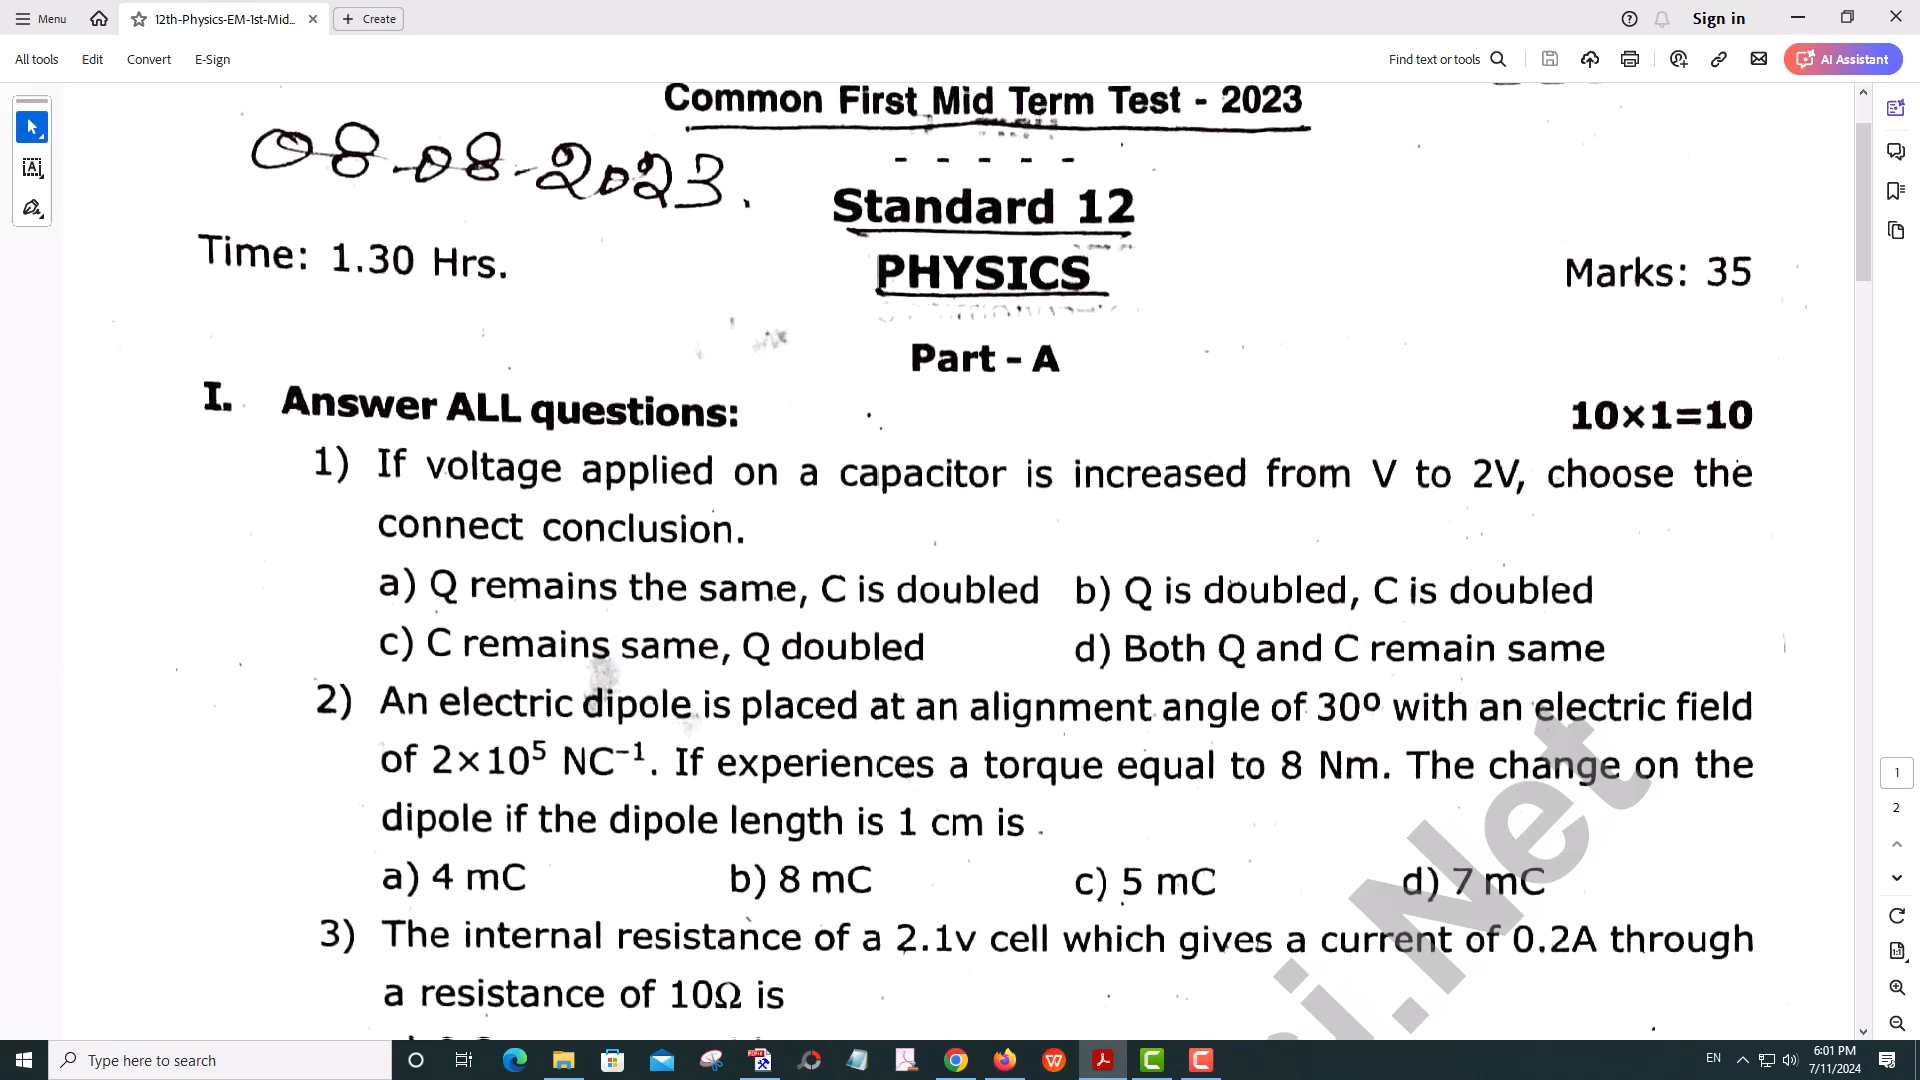 Menu
12th-Physics-EM-1st-Mid...
Create
Sign in
All tools Edit Convert E-Sign
Find text or tools
AI Assistant
Common First Mid Term Test - 2023
08-08-2023.
- - - - -
Standard 12
Time: 1.30 Hrs.
PHYSICS
Marks: 35
Part - A
I. Answer ALL questions: 10×1=10
1) If voltage applied on a capacitor is increased from V to 2V, choose the
connect conclusion.
a) Q remains the same, C is doubled b) Q is doubled, C is doubled
c) C remains same, Q doubled d) Both Q and C remain same
2) An electric dipole is placed at an alignment angle of 30º with an electric field
of 2×10⁵ NC⁻¹. If experiences a torque equal to 8 Nm. The change on the
dipole if the dipole length is 1 cm is .
a) 4 mC b) 8 mC c) 5 mC d) 7 mC
3) The internal resistance of a 2.1v cell which gives a current of 0.2A through
a resistance of 10Ω is
i.Net
1
2
Type here to search
EN
6:01 PM
7/11/2024